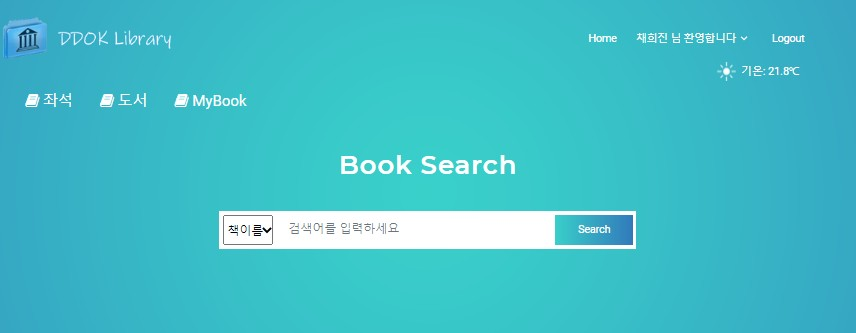 DDOK Library
Home 채희진 님 환영합니다 Logout
기온: 21.8℃
좌석 도서 MyBook
Book Search
책이름 검색어를 입력하세요 Search